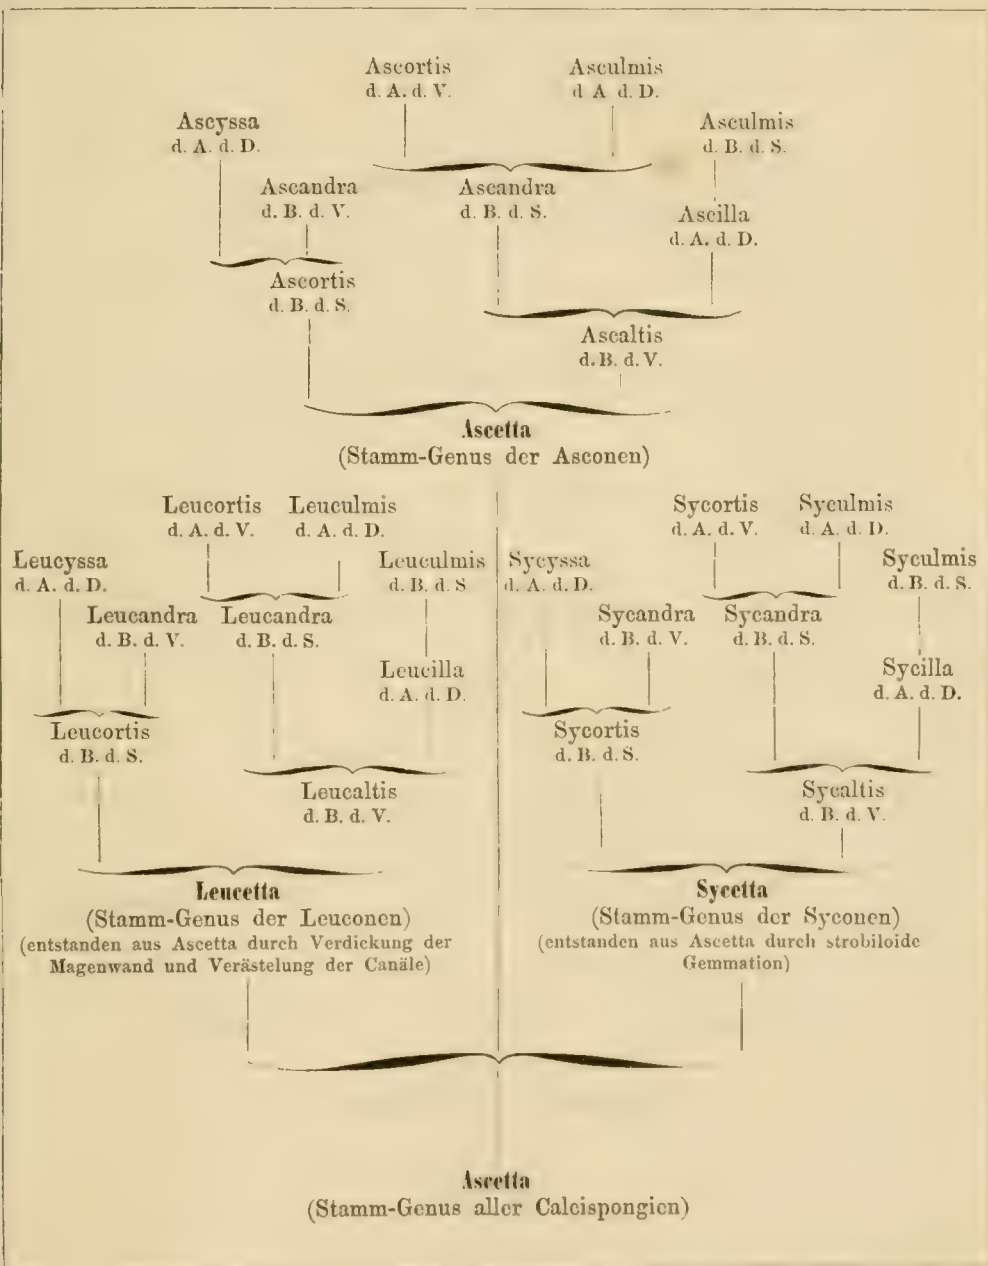 Ascortis Asculmis
d. A. d. V. d A d. D.
Ascyssa Asculmis
d. A. d. D. d. B. d. S.
Ascandra Ascandra
d. B. d. V. d. B. d. S.
Ascilla
d. A. d. D.
Ascortis
d. B. d. S.
Ascaltis
d. B. d. V.
Ascetta
(Stamm-Genus der Asconen)
Leucortis Leuculmis
d. A. d. V. d. A. d. D.
Leucyssa Leuculmis
d. A. d. D. d. B. d. S
Leucandra Leucandra
d. B. d. V. d. B. d. S.
Leucilla
d. A. d. D.
Leucortis
d. B. d. S.
Leucaltis
d. B. d. V.
Leucetta
(Stamm-Genus der Leuconen)
(entstanden aus Ascetta durch Verdickung der
Magenwand und Verästelung der Canäle)
Sycortis Syculmis
d. A. d. V. d. A. d. D.
Sycyssa Syculmis
d. A. d. D. d. B. d. S.
Sycandra Sycandra
d. B. d. V. d. B. d. S.
Sycilla
d. A. d. D.
Sycortis
d. B. d. S.
Sycaltis
d. B. d. V.
Sycetta
(Stamm-Genus der Syconen)
(entstanden aus Ascetta durch strobiloide
Gemmation)
Ascetta
(Stamm-Genus aller Calcispongien)